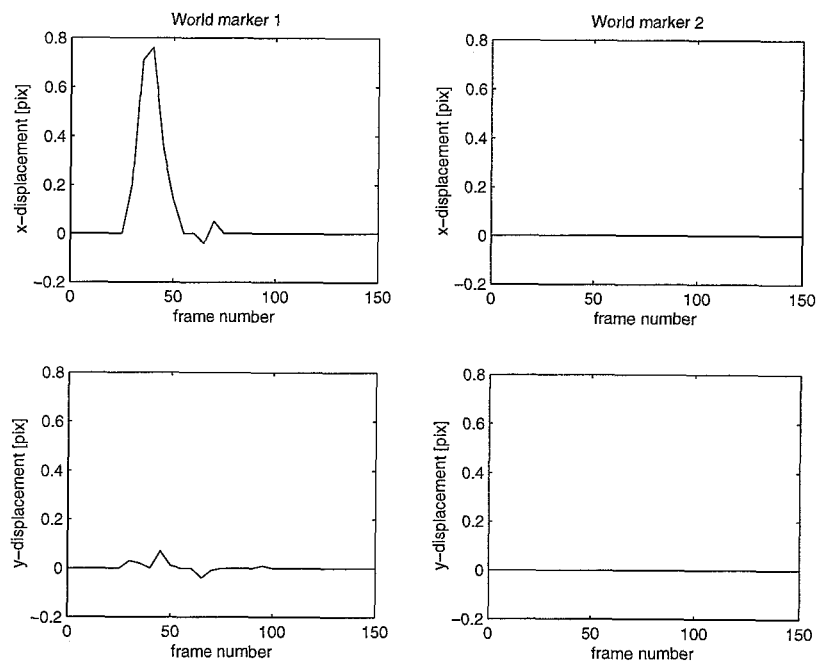 World marker 1
0.8
0.6
0.4
0.2
0
−0.2
x−displacement [pix]
0 50 100 150
frame number
World marker 2
0.8
0.6
0.4
0.2
0
−0.2
x−displacement [pix]
0 50 100 150
frame number
0.8
0.6
0.4
0.2
0
−0.2
y−displacement [pix]
0 50 100 150
frame number
0.8
0.6
0.4
0.2
0
−0.2
y−displacement [pix]
0 50 100 150
frame number